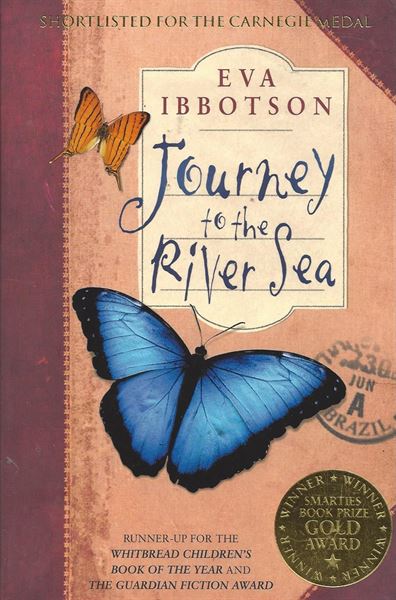 SHORTLISTED FOR THE CARNEGIE MEDAL
EVA
IBBOTSON
Journey
to the
River Sea
JUN
A
BRAZIL
WINNER · WINNER · WINNER · WINNER
SMARTIES
BOOK PRIZE
GOLD
AWARD
RUNNER-UP FOR THE
WHITBREAD CHILDREN'S
BOOK OF THE YEAR AND
THE GUARDIAN FICTION AWARD